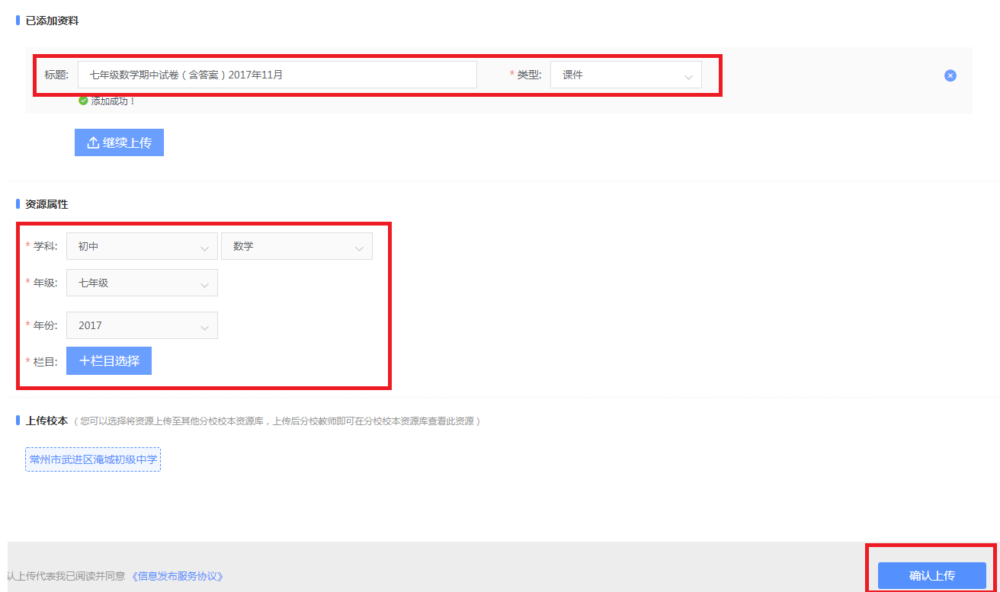 已添加资料
标题: 七年级数学期中试卷（含答案）2017年11月 * 类型: 课件
添加成功！
继续上传
资源属性
* 学科: 初中 数学
* 年级: 七年级
* 年份: 2017
* 栏目: 十栏目选择
上传校本（您可以选择将资源上传至其他分校校本资源库，上传后分校教师即可在分校校本资源库查看此资源）
常州市武进区淹城初级中学
认上传代表我已阅读并同意 《信息发布服务协议》
确认上传